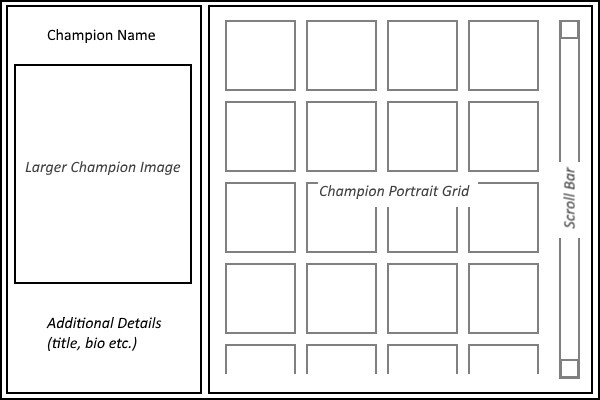 Champion Name
Larger Champion Image
Additional Details
(title, bio etc.)
Champion Portrait Grid
Scroll Bar